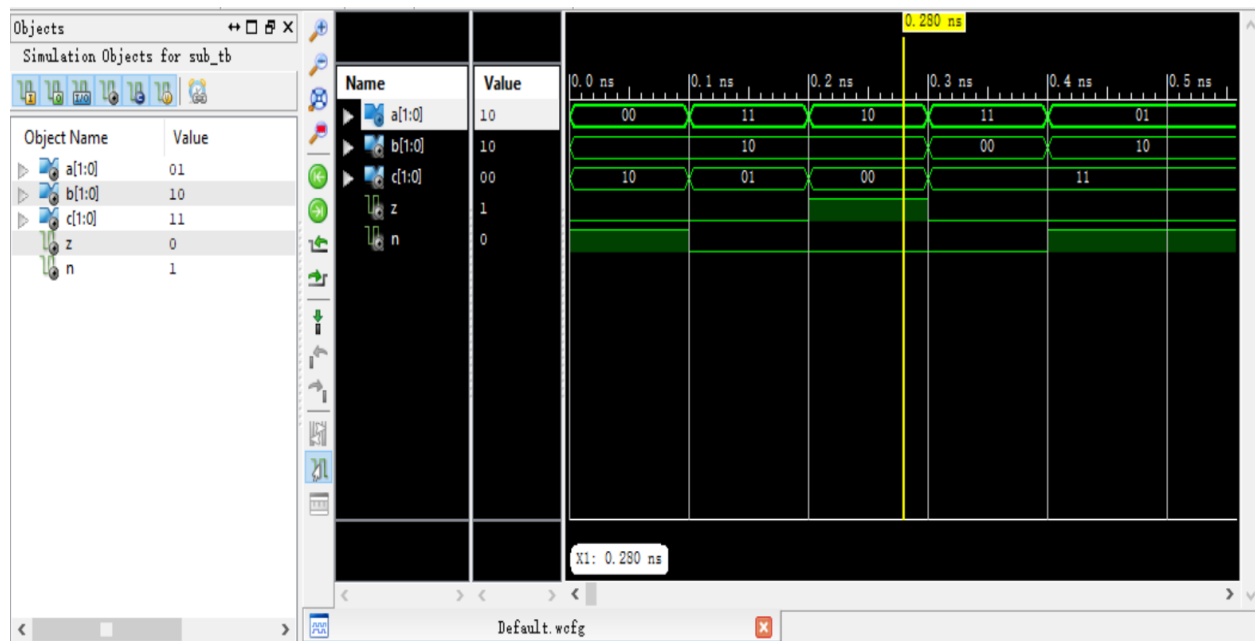 Objects
Simulation Objects for sub_tb
Object Name Value
a[1:0] 01
b[1:0] 10
c[1:0] 11
z 0
n 1
Name Value
a[1:0] 10
b[1:0] 10
c[1:0] 00
z 1
n 0
0.280 ns
0.0 ns 0.1 ns 0.2 ns 0.3 ns 0.4 ns 0.5 ns
00 11 10 11 01
10 00 10
10 01 00 11
X1: 0.280 ns
Default.wcfg